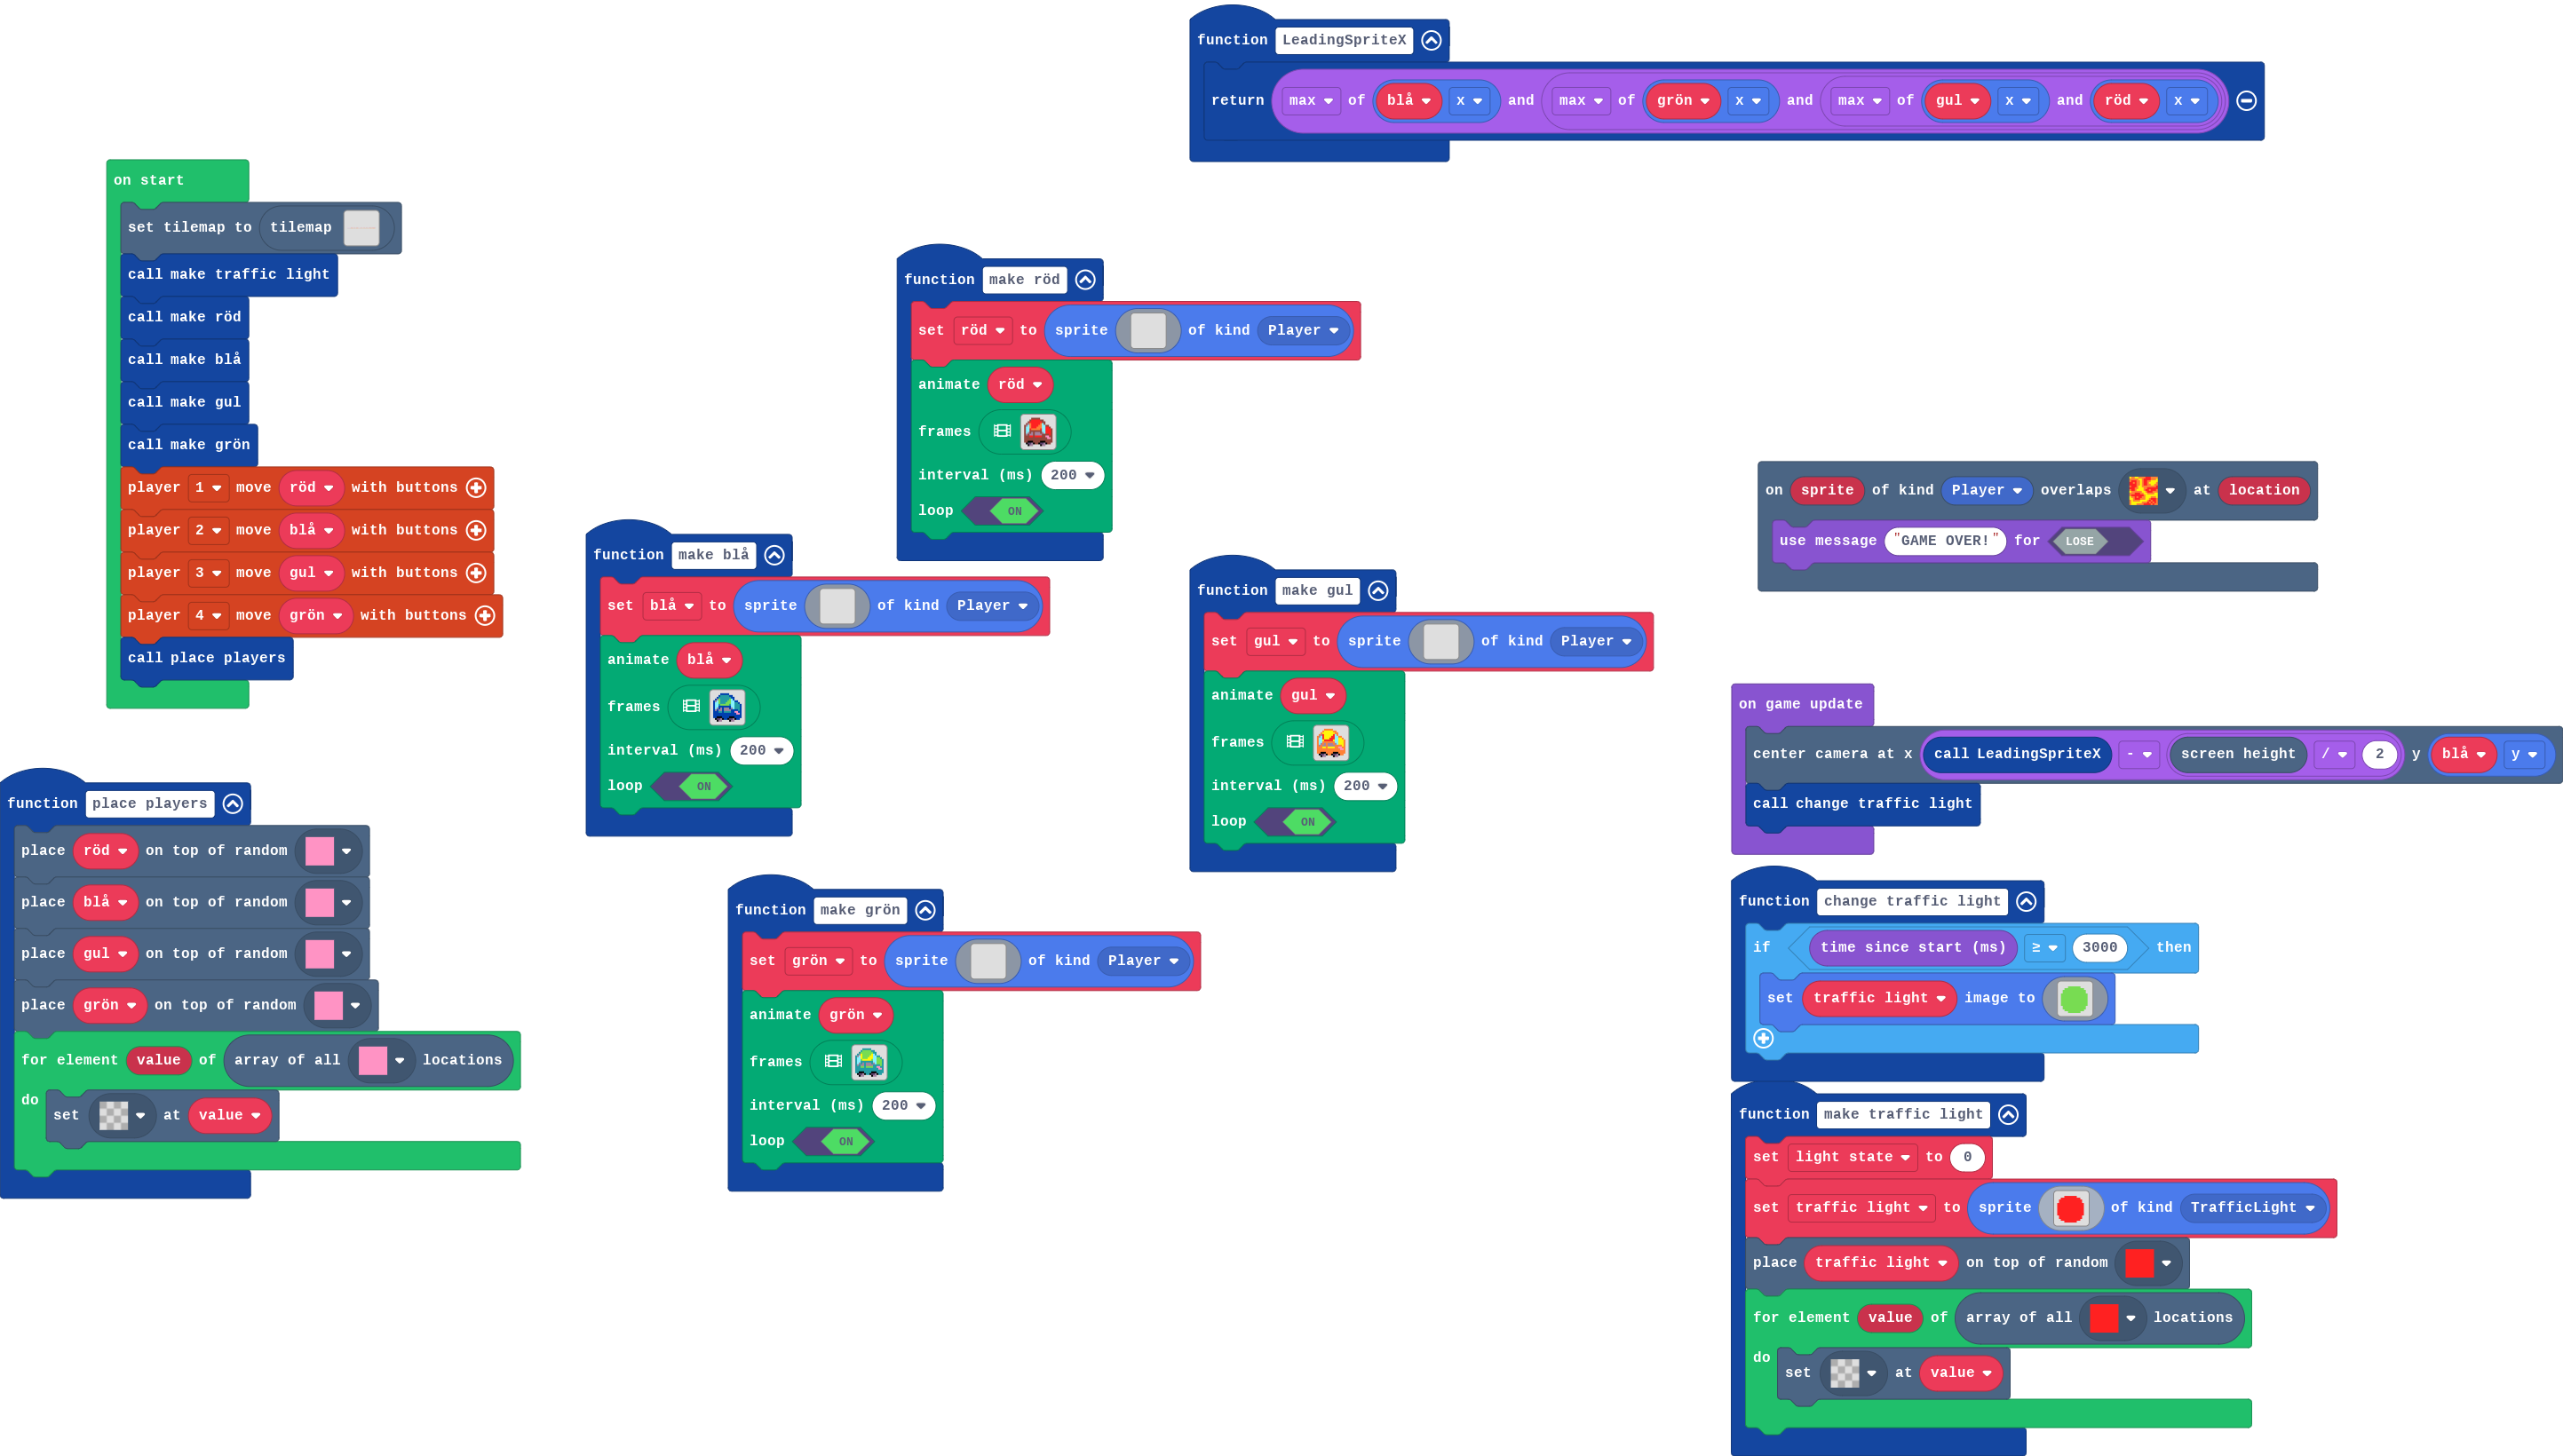 function LeadingSpriteX
return max of blå x and max of grön x and max of gul x and röd x
on start
set tilemap to tilemap
call make traffic light
call make röd
call make blå
call make gul
call make grön
player 1 move röd with buttons
player 2 move blå with buttons
player 3 move gul with buttons
player 4 move grön with buttons
call place players
function make röd
set röd to sprite of kind Player
animate röd
frames
interval (ms) 200
loop ON
function make blå
set blå to sprite of kind Player
animate blå
frames
interval (ms) 200
loop ON
function make gul
set gul to sprite of kind Player
animate gul
frames
interval (ms) 200
loop ON
on sprite of kind Player overlaps at location
use message "GAME OVER!" for LOSE
on game update
center camera at x call LeadingSpriteX - screen height / 2 y blå y
call change traffic light
function place players
place röd on top of random
place blå on top of random
place gul on top of random
place grön on top of random
for element value of array of all locations
do set at value
function make grön
set grön to sprite of kind Player
animate grön
frames
interval (ms) 200
loop ON
function change traffic light
if time since start (ms) ≥ 3000 then
set traffic light image to
function make traffic light
set light state to 0
set traffic light to sprite of kind TrafficLight
place traffic light on top of random
for element value of array of all locations
do set at value